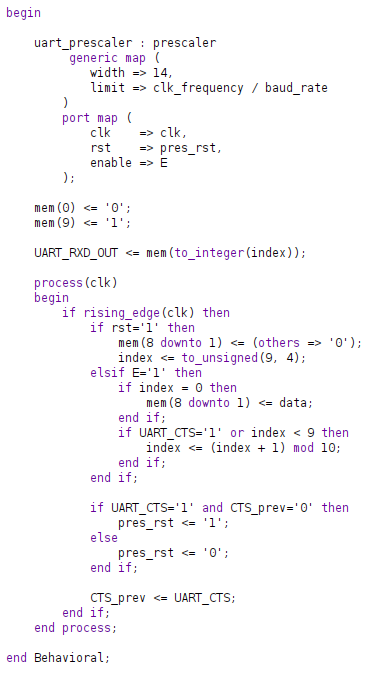 begin
uart_prescaler : prescaler
generic map (
width => 14,
limit => clk_frequency / baud_rate
)
port map (
clk    => clk,
rst    => pres_rst,
enable => E
);
mem(0) <= '0';
mem(9) <= '1';
UART_RXD_OUT <= mem(to_integer(index));
process(clk)
begin
if rising_edge(clk) then
if rst='1' then
mem(8 downto 1) <= (others => '0');
index <= to_unsigned(9, 4);
elsif E='1' then
if index = 0 then
mem(8 downto 1) <= data;
end if;
if UART_CTS='1' or index < 9 then
index <= (index + 1) mod 10;
end if;
end if;
if UART_CTS='1' and CTS_prev='0' then
pres_rst <= '1';
else
pres_rst <= '0';
end if;
CTS_prev <= UART_CTS;
end if;
end process;
end Behavioral;